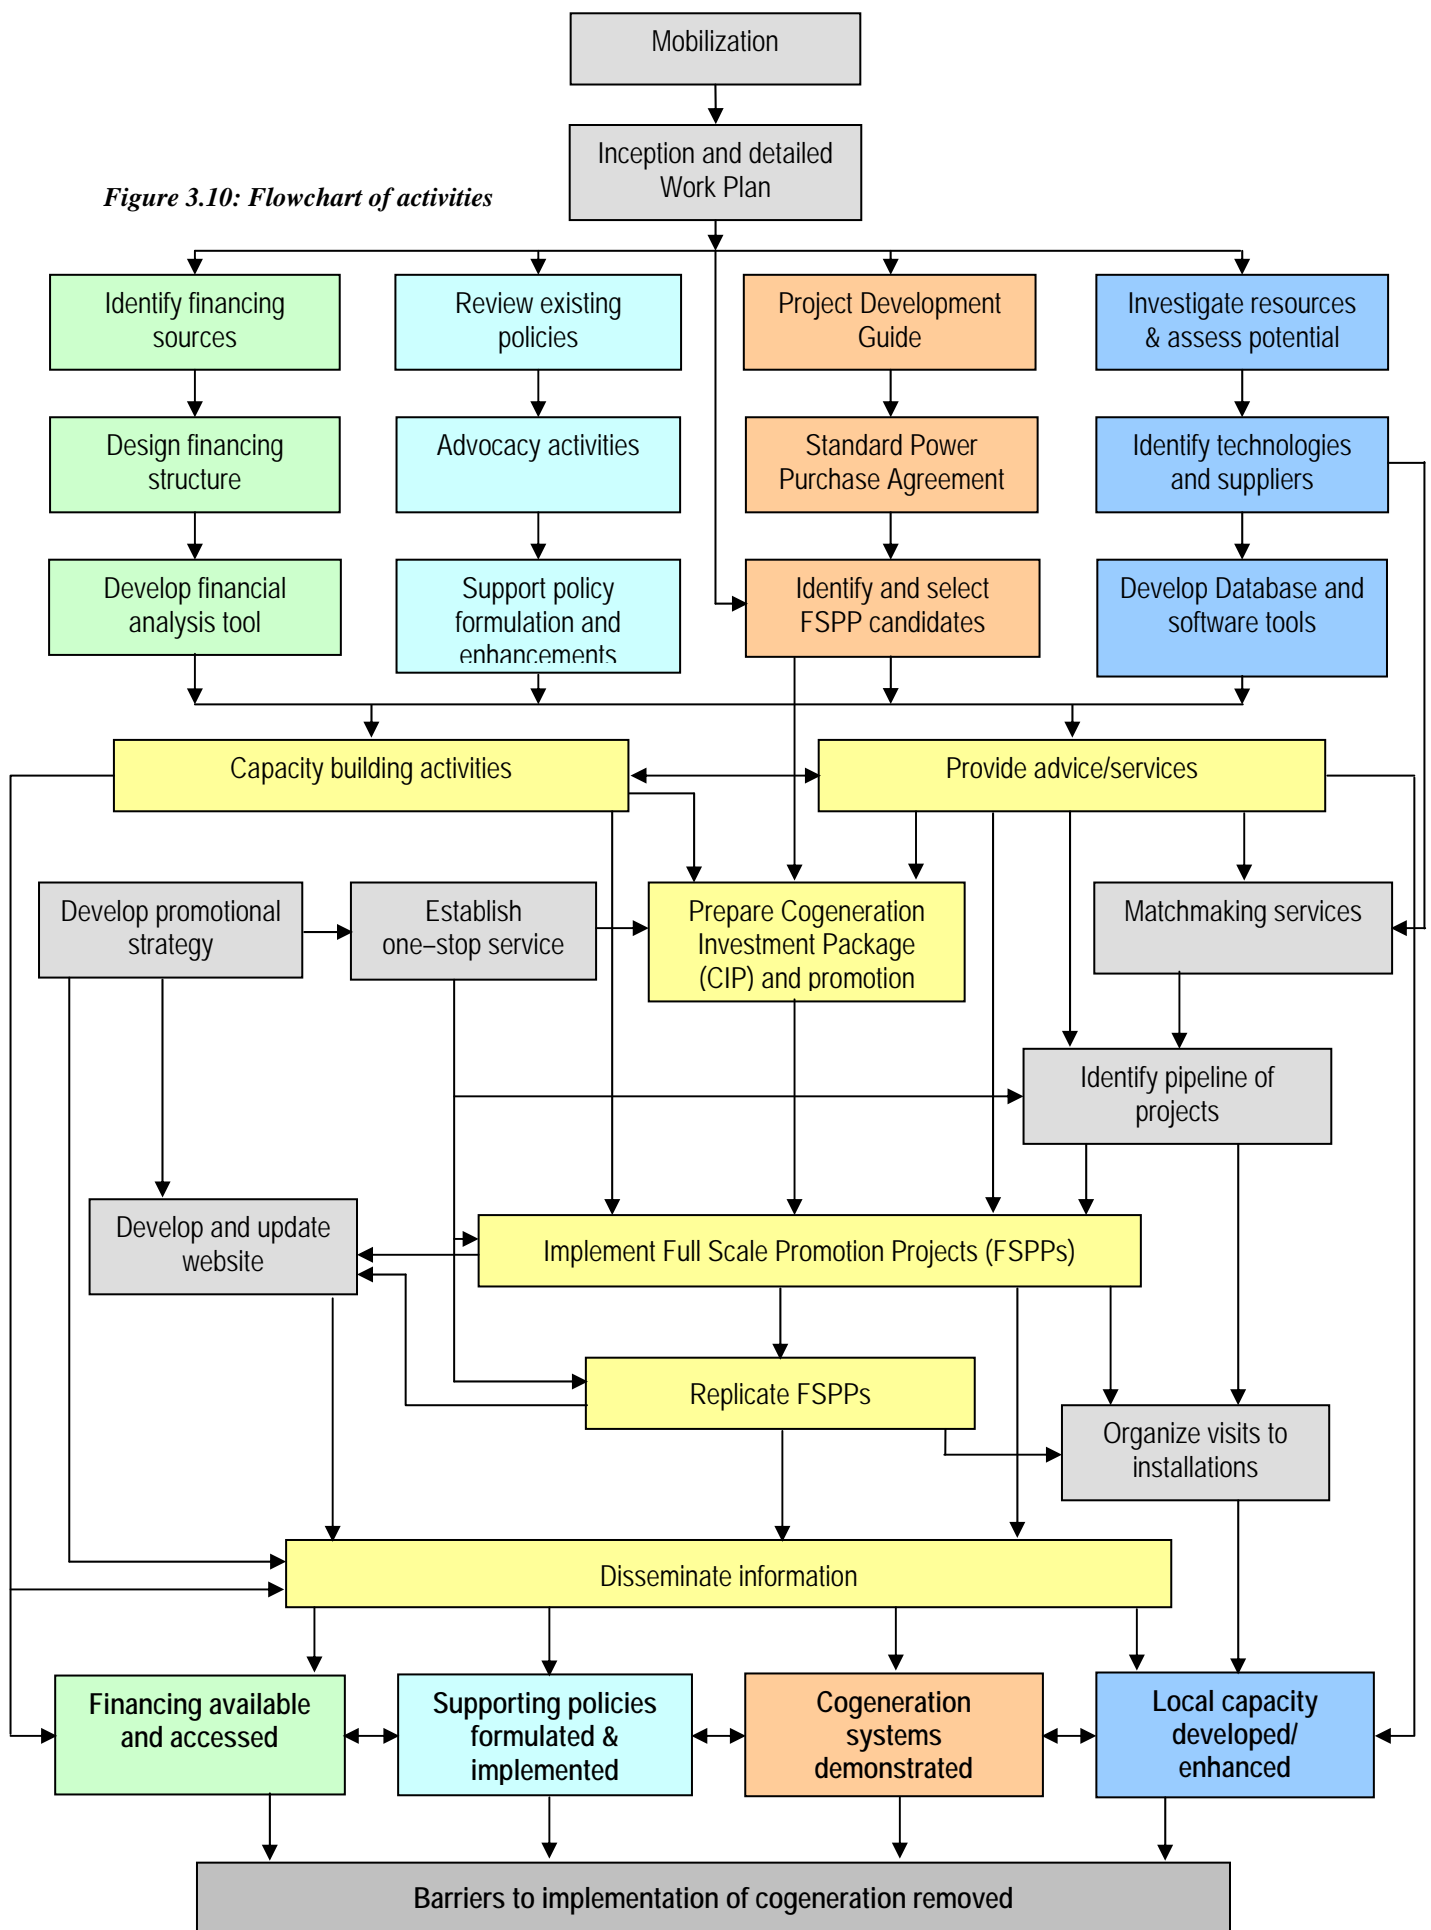 Mobilization
Inception and detailed
Work Plan
Figure 3.10: Flowchart of activities
Identify financing
sources
Review existing
policies
Project Development
Guide
Investigate resources
& assess potential
Design financing
structure
Advocacy activities
Standard Power
Purchase Agreement
Identify technologies
and suppliers
Develop financial
analysis tool
Support policy
formulation and
enhancements
Identify and select
FSPP candidates
Develop Database and
software tools
Capacity building activities
Provide advice/services
Develop promotional
strategy
Establish
one–stop service
Prepare Cogeneration
Investment Package
(CIP) and promotion
Matchmaking services
Identify pipeline of
projects
Develop and update
website
Implement Full Scale Promotion Projects (FSPPs)
Replicate FSPPs
Organize visits to
installations
Disseminate information
Financing available
and accessed
Supporting policies
formulated &
implemented
Cogeneration
systems
demonstrated
Local capacity
developed/
enhanced
Barriers to implementation of cogeneration removed